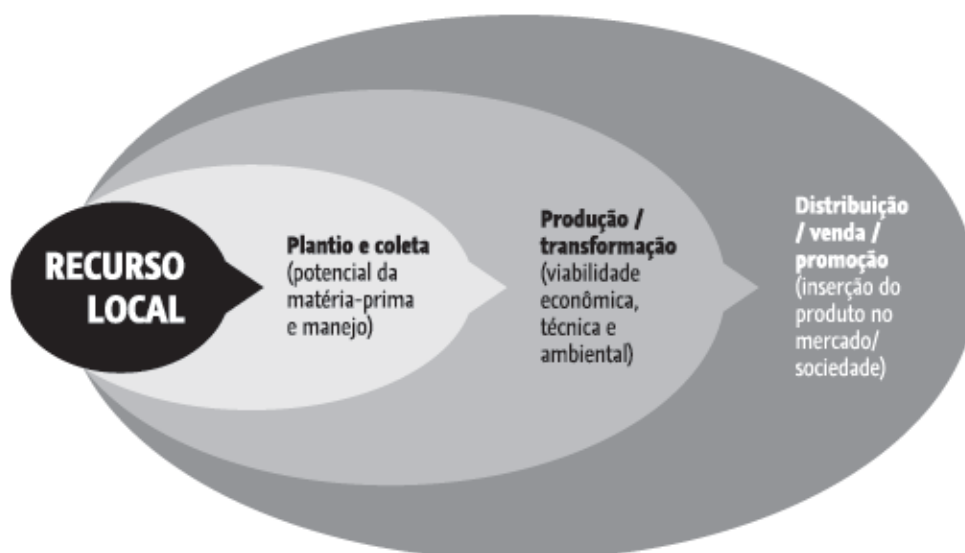 RECURSO
LOCAL
Plantio e coleta
(potencial da
matéria-prima
e manejo)
Produção /
transformação
(viabilidade
econômica,
técnica e
ambiental)
Distribuição
/ venda /
promoção
(inserção do
produto no
mercado/
sociedade)